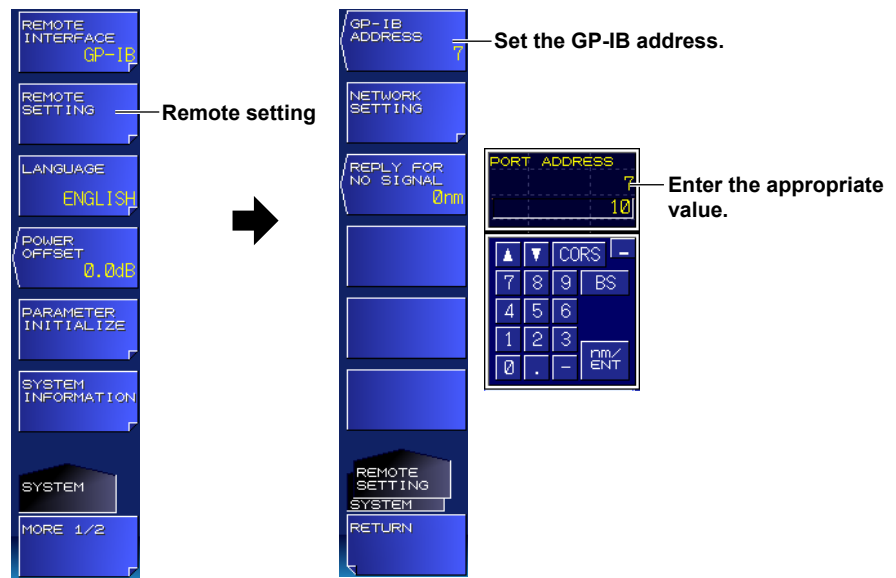 REMOTE
INTERFACE
GP-IB
REMOTE
SETTING
Remote setting
LANGUAGE
ENGLISH
POWER
OFFSET
0.0dB
PARAMETER
INITIALIZE
SYSTEM
INFORMATION
SYSTEM
MORE 1/2
GP-IB
ADDRESS
7
Set the GP-IB address.
NETWORK
SETTING
REPLY FOR
NO SIGNAL
0nm
REMOTE
SETTING
SYSTEM
RETURN
PORT ADDRESS
7
10
Enter the appropriate
value.
▲ ▼ CORS -
7 8 9 BS
4 5 6
1 2 3
0 . - nm/
ENT